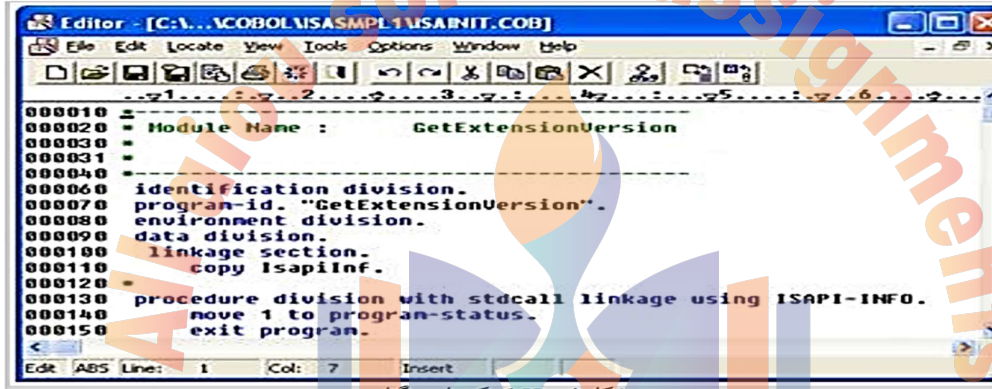 Editor - [C:\...\COBOL\ISASMPL1\ISAINIT.COB]
File Edit Locate View Tools Options Window Help
000010 *-----------------------------------------------------
000020 * Module Name : GetExtensionVersion
000030 *
000031 *
000040 *-----------------------------------------------------
000060 identification division.
000070 program-id. "GetExtensionVersion".
000080 environment division.
000090 data division.
000100 linkage section.
000110 copy IsapiInf.
000120 *
000130 procedure division with stdcall linkage using ISAPI-INFO.
000140 move 1 to program-status.
000150 exit program.
Edit ABS Line: 1 Col: 7 Insert